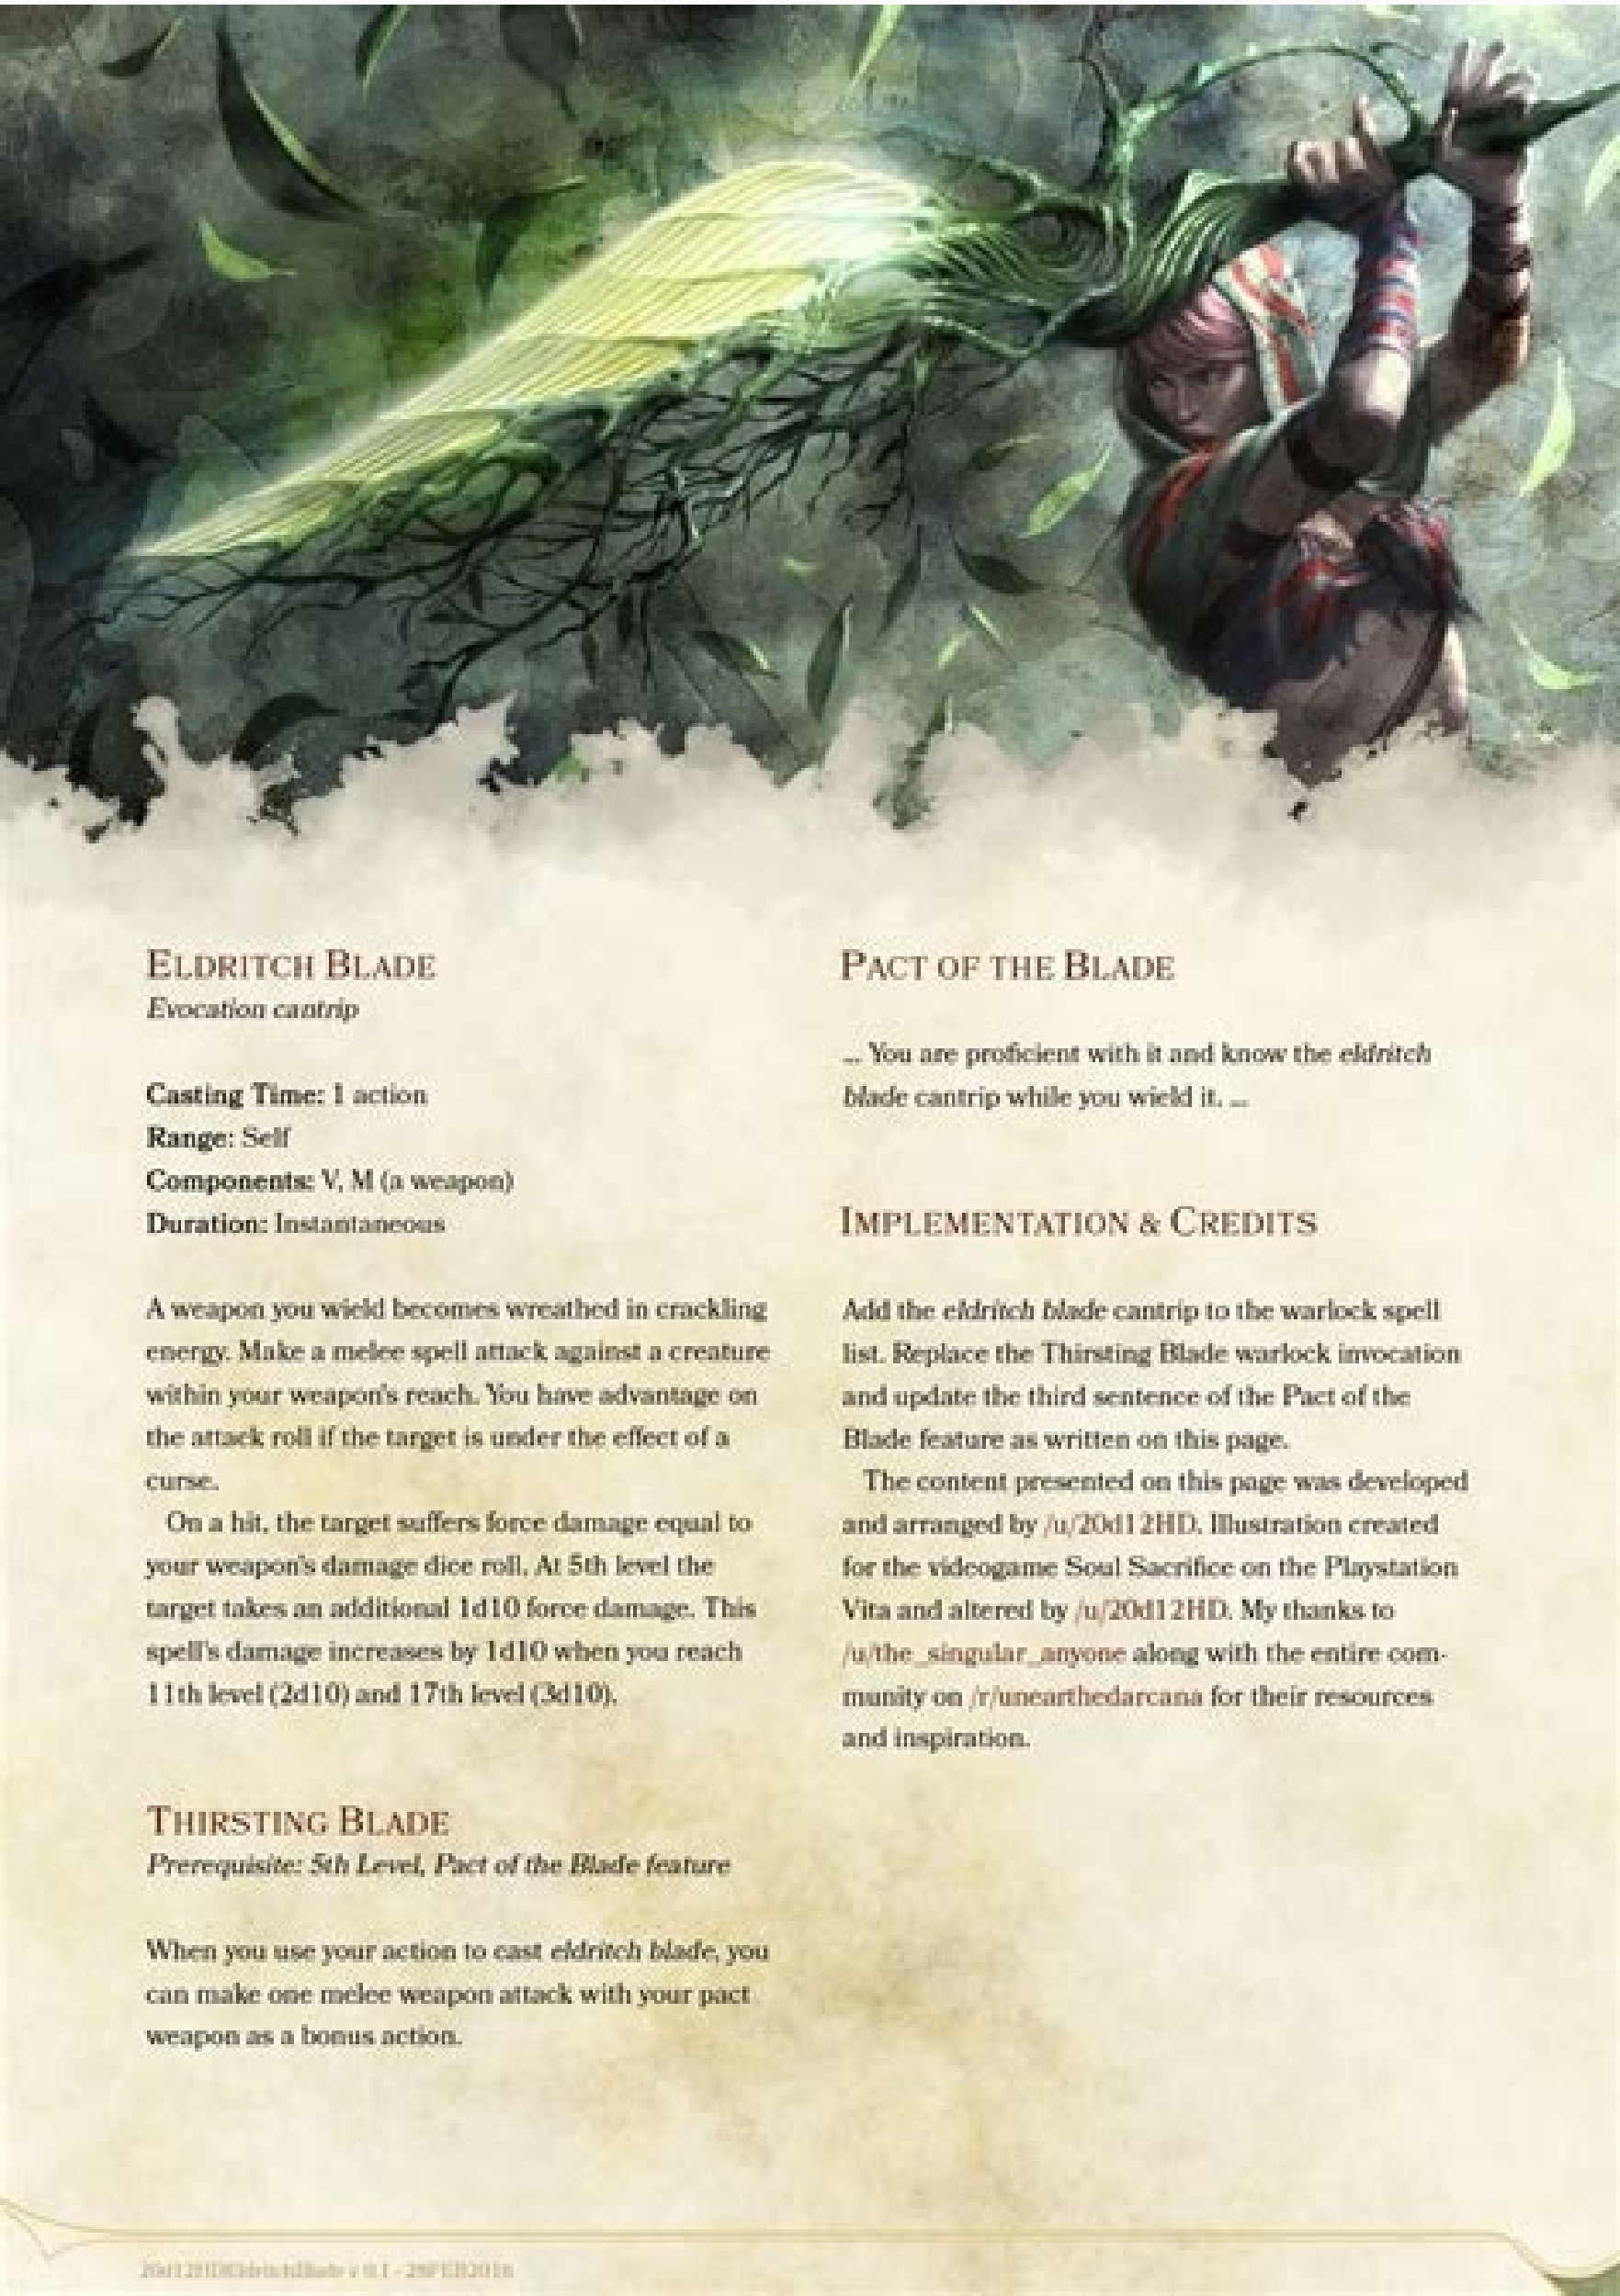 ELDRITCH BLADE
Evocation cantrip
Casting Time: 1 action
Range: Self
Components: V, M (a weapon)
Duration: Instantaneous
A weapon you wield becomes wreathed in crackling
energy. Make a melee spell attack against a creature
within your weapon's reach. You have advantage on
the attack roll if the target is under the effect of a
curse.
On a hit, the target suffers force damage equal to
your weapon's damage dice roll. At 5th level the
target takes an additional 1d10 force damage. This
spell's damage increases by 1d10 when you reach
11th level (2d10) and 17th level (3d10).
THIRSTING BLADE
Prerequisite: 5th Level, Pact of the Blade feature
When you use your action to cast eldritch blade, you
can make one melee weapon attack with your pact
weapon as a bonus action.
PACT OF THE BLADE
... You are proficient with it and know the eldritch
blade cantrip while you wield it. ...
IMPLEMENTATION & CREDITS
Add the eldritch blade cantrip to the warlock spell
list. Replace the Thirsting Blade warlock invocation
and update the third sentence of the Pact of the
Blade feature as written on this page.
The content presented on this page was developed
and arranged by /u/20d12HD. Illustration created
for the videogame Soul Sacrifice on the Playstation
Vita and altered by /u/20d12HD. My thanks to
/u/the_singular_anyone along with the entire com-
munity on /r/unearthedarcana for their resources
and inspiration.
20d12HDEldritchBlade v 0.1 - 28FEB2016